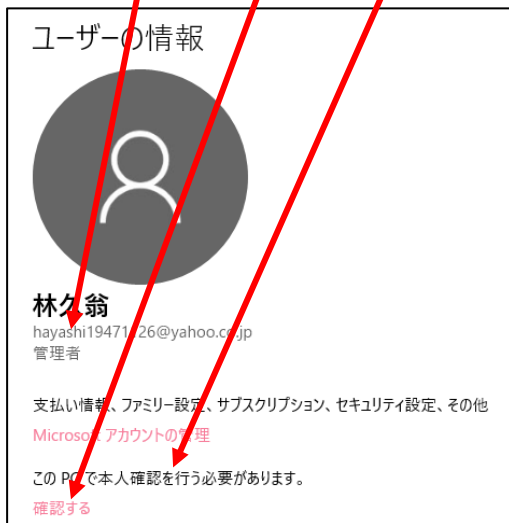 ユーザーの情報
林久翁
hayashi19471126@yahoo.co.jp
管理者
支払い情報、ファミリー設定、サブスクリプション、セキュリティ設定、その他
Microsoft アカウントの管理
この PC で本人確認を行う必要があります。
確認する